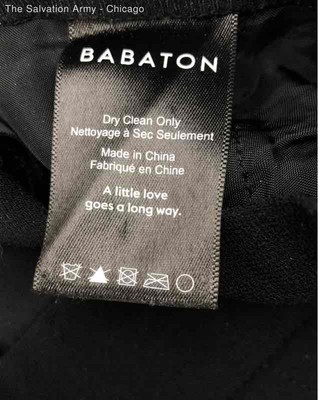 The Salvation Army - Chicago
BABATON
Dry Clean Only
Nettoyage à Sec Seulement
Made in China
Fabriqué en Chine
A little love
goes a long way.